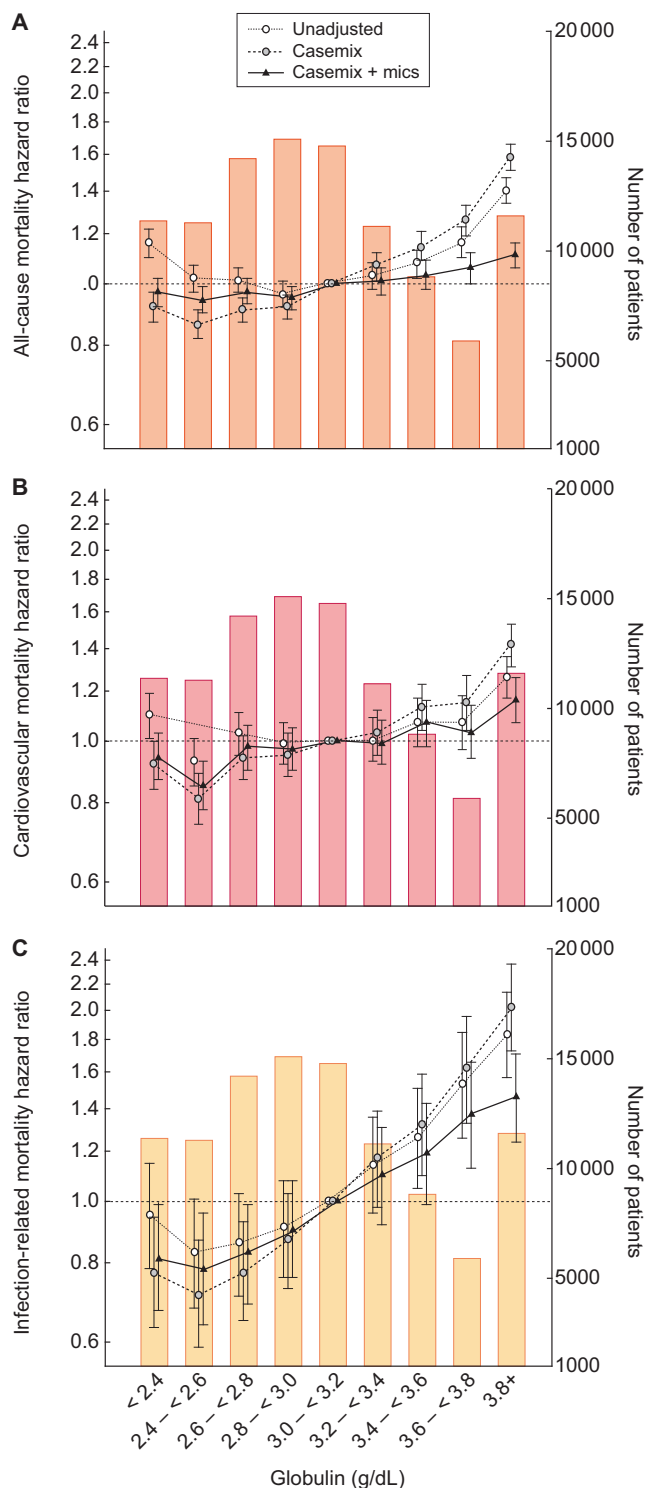 A
Unadjusted
Casemix
Casemix + mics
All-cause mortality hazard ratio
2.4
2.2
2.0
1.8
1.6
1.4
1.2
1.0
0.8
0.6
20 000
15 000
10 000
5000
1000
Number of patients
B
Cardiovascular mortality hazard ratio
2.4
2.2
2.0
1.8
1.6
1.4
1.2
1.0
0.8
0.6
20 000
15 000
10 000
5000
1000
Number of patients
C
Infection-related mortality hazard ratio
2.4
2.2
2.0
1.8
1.6
1.4
1.2
1.0
0.8
0.6
20 000
15 000
10 000
5000
1000
Number of patients
< 2.4
2.4 – < 2.6
2.6 – < 2.8
2.8 – < 3.0
3.0 – < 3.2
3.2 – < 3.4
3.4 – < 3.6
3.6 – < 3.8
3.8+
Globulin (g/dL)